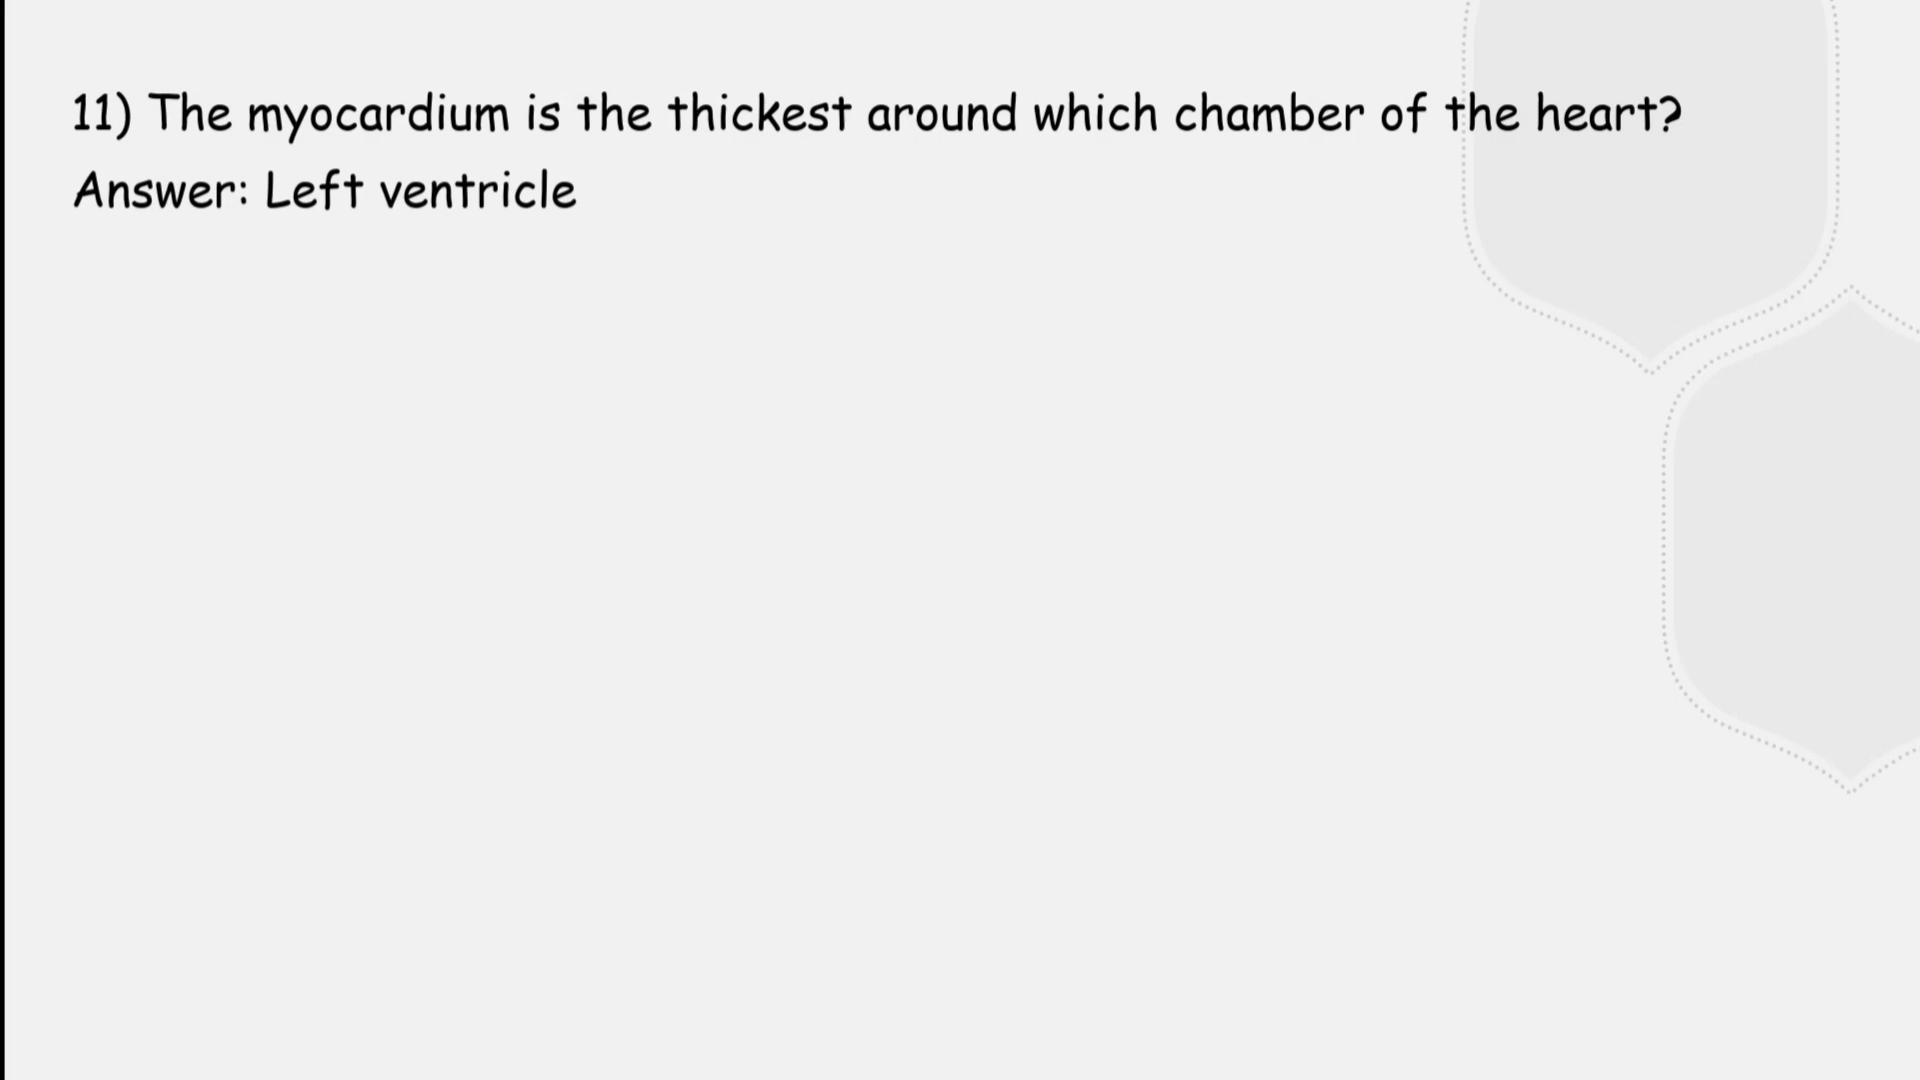 11) The myocardium is the thickest around which chamber of the heart?
Answer: Left ventricle